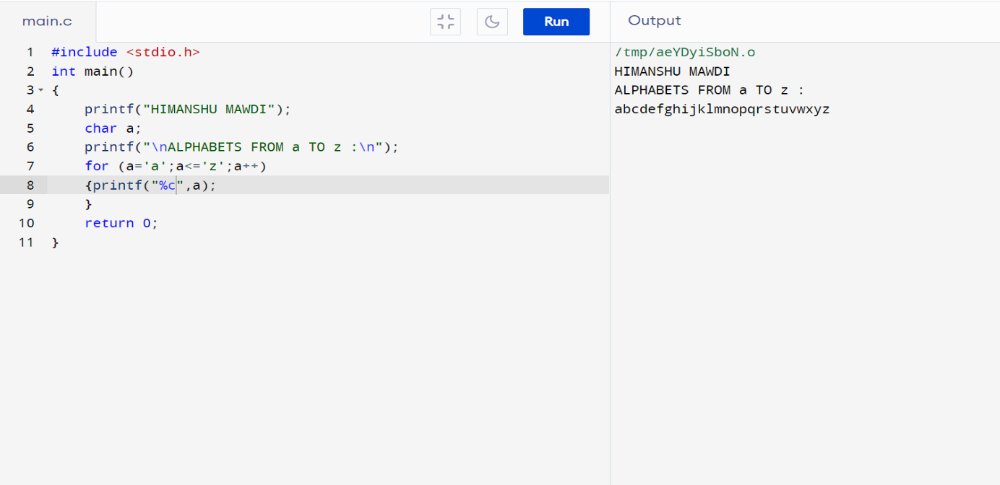 main.c
Run
Output
1 #include <stdio.h>
2 int main()
3 {
4 printf("HIMANSHU MAWDI");
5 char a;
6 printf("\nALPHABETS FROM a TO z :\n");
7 for (a='a';a<='z';a++)
8 {printf("%c",a);
9 }
10 return 0;
11 }
/tmp/aeYDyiSboN.o
HIMANSHU MAWDI
ALPHABETS FROM a TO z :
abcdefghijklmnopqrstuvwxyz